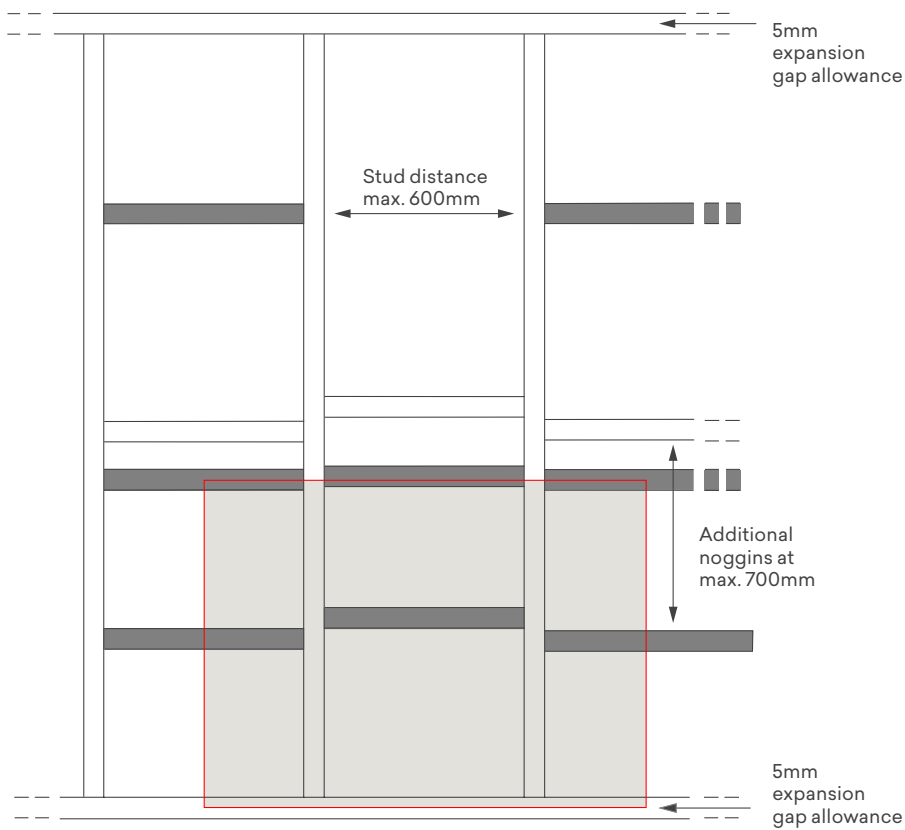 5mm
expansion
gap allowance
Stud distance
max. 600mm
Additional
noggins at
max. 700mm
5mm
expansion
gap allowance